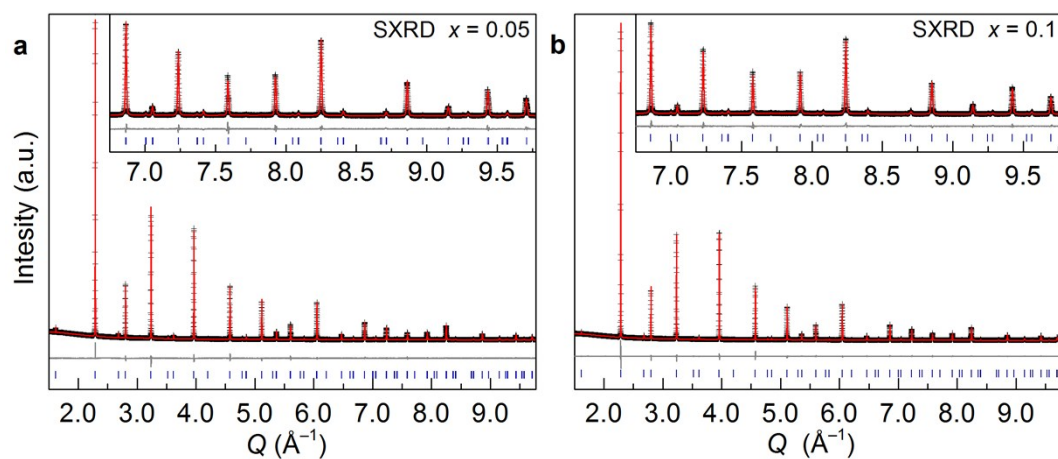 a
SXRD x = 0.05
7.0 7.5 8.0 8.5 9.0 9.5
Intesity (a.u.)
2.0 3.0 4.0 5.0 6.0 7.0 8.0 9.0
Q (Å⁻¹)
b
SXRD x = 0.1
7.0 7.5 8.0 8.5 9.0 9.5
2.0 3.0 4.0 5.0 6.0 7.0 8.0 9.0
Q (Å⁻¹)